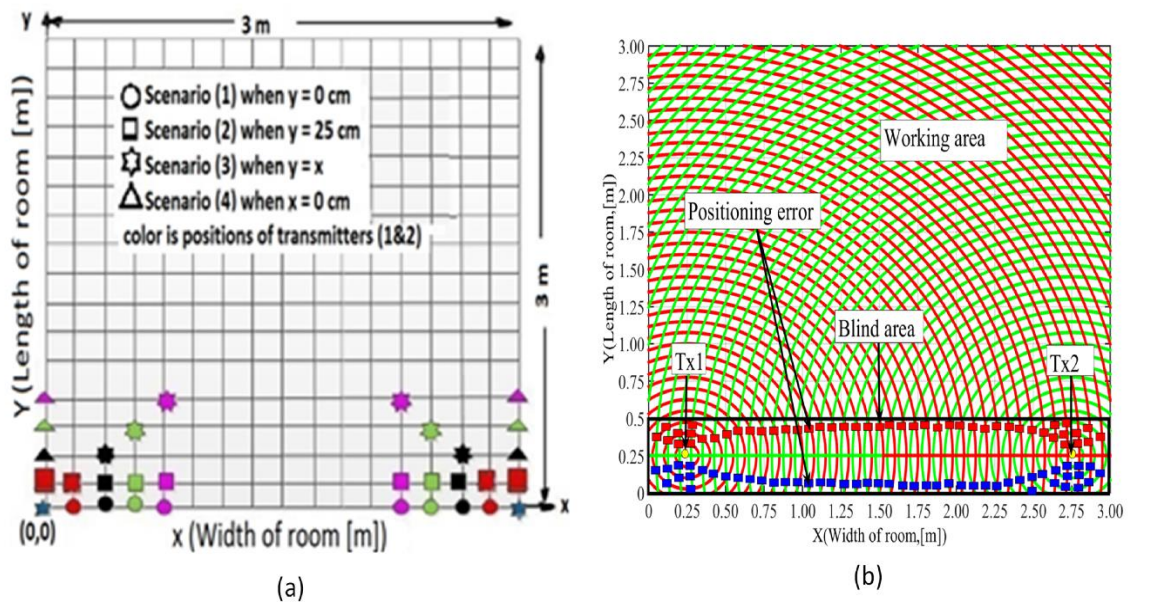 y
3 m
Scenario (1) when y = 0 cm
Scenario (2) when y = 25 cm
Scenario (3) when y = x
Scenario (4) when x = 0 cm
color is positions of transmitters (1&2)
Y (Length of room [m])
3 m
x
(0,0)
x (Width of room [m])
(a)
3.00
2.75
2.50
2.25
2.00
1.75
1.50
1.25
1.00
0.75
0.5
0.25
0
Y(Length of room,[m])
Working area
Positioning error
Blind area
Tx1
Tx2
0 0.25 0.50 0.75 1.00 1.25 1.50 1.75 2.00 2.25 2.50 2.75 3.00
X(Width of room,[m])
(b)